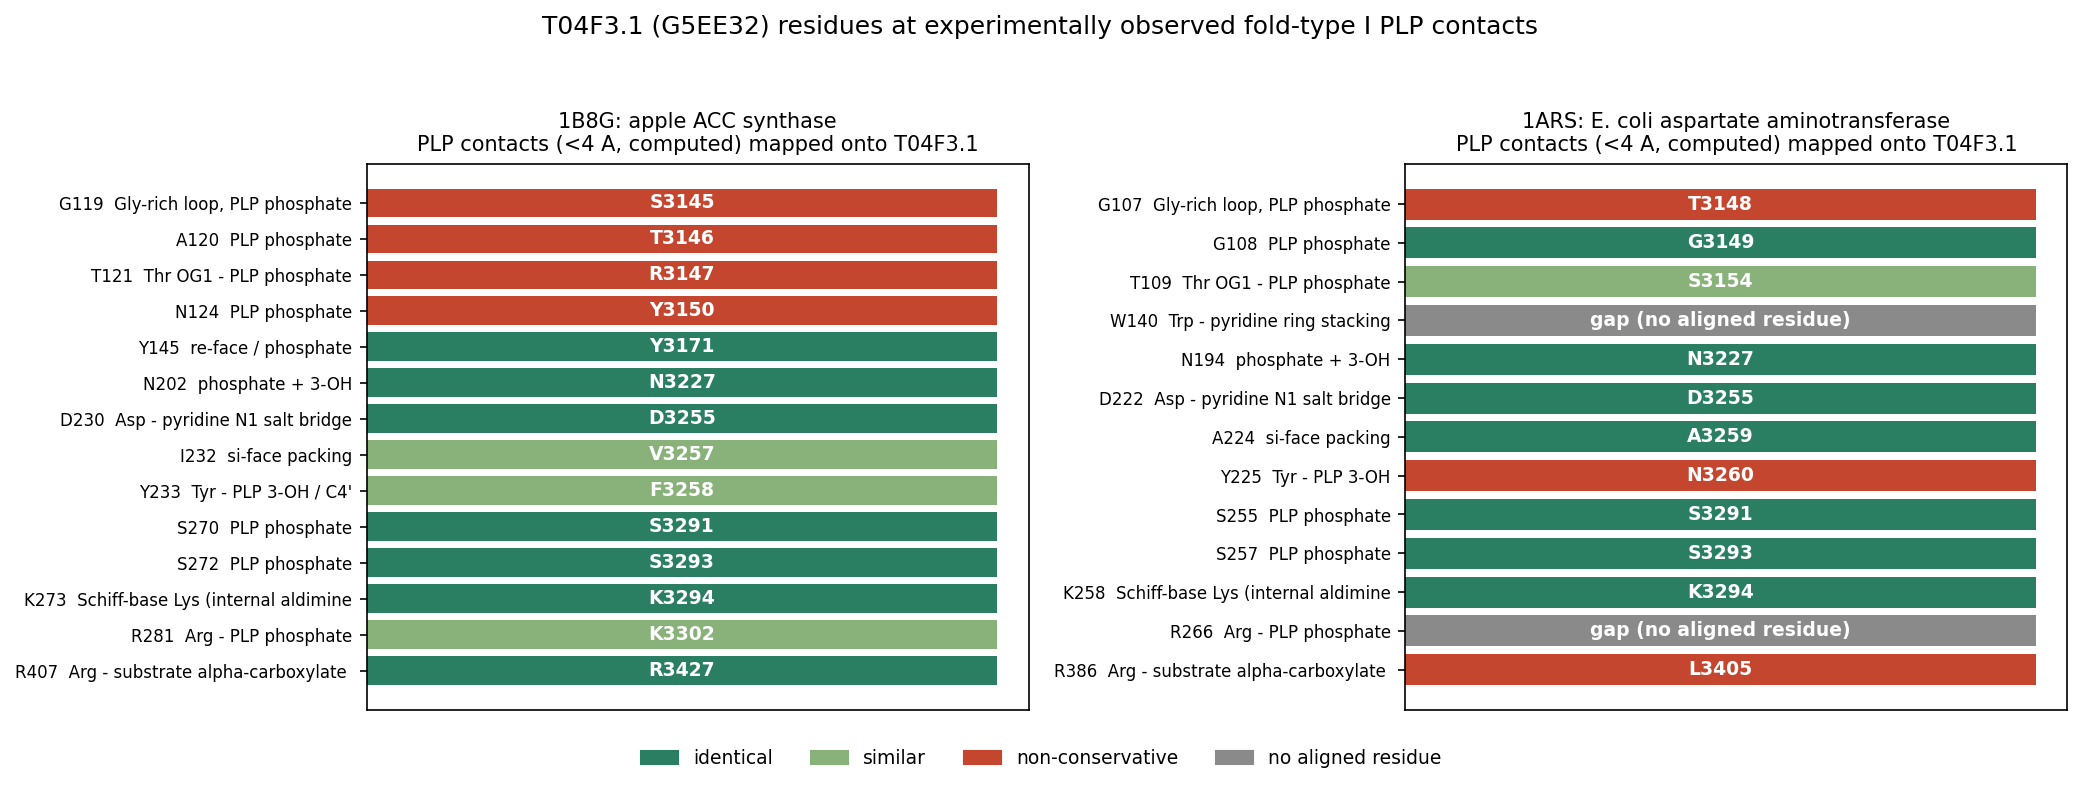 T04F3.1 (G5EE32) residues at experimentally observed fold-type I PLP contacts
1B8G: apple ACC synthase
PLP contacts (<4 A, computed) mapped onto T04F3.1
G119  Gly-rich loop, PLP phosphate
S3145
A120  PLP phosphate
T3146
T121  Thr OG1 - PLP phosphate
R3147
N124  PLP phosphate
Y3150
Y145  re-face / phosphate
Y3171
N202  phosphate + 3-OH
N3227
D230  Asp - pyridine N1 salt bridge
D3255
I232  si-face packing
V3257
Y233  Tyr - PLP 3-OH / C4'
F3258
S270  PLP phosphate
S3291
S272  PLP phosphate
S3293
K273  Schiff-base Lys (internal aldimine
K3294
R281  Arg - PLP phosphate
K3302
R407  Arg - substrate alpha-carboxylate
R3427
1ARS: E. coli aspartate aminotransferase
PLP contacts (<4 A, computed) mapped onto T04F3.1
G107  Gly-rich loop, PLP phosphate
T3148
G108  PLP phosphate
G3149
T109  Thr OG1 - PLP phosphate
S3154
W140  Trp - pyridine ring stacking
gap (no aligned residue)
N194  phosphate + 3-OH
N3227
D222  Asp - pyridine N1 salt bridge
D3255
A224  si-face packing
A3259
Y225  Tyr - PLP 3-OH
N3260
S255  PLP phosphate
S3291
S257  PLP phosphate
S3293
K258  Schiff-base Lys (internal aldimine
K3294
R266  Arg - PLP phosphate
gap (no aligned residue)
R386  Arg - substrate alpha-carboxylate
L3405
identical
similar
non-conservative
no aligned residue